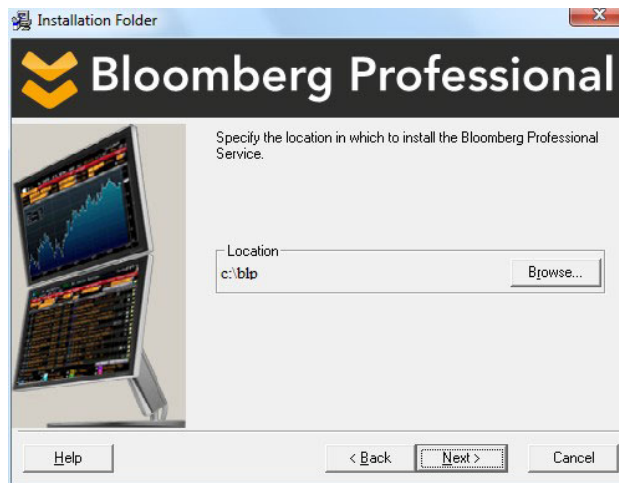 Installation Folder
Bloomberg Professional
Specify the location in which to install the Bloomberg Professional
Service.
Location
c:\blp
Browse...
Help
< Back
Next >
Cancel